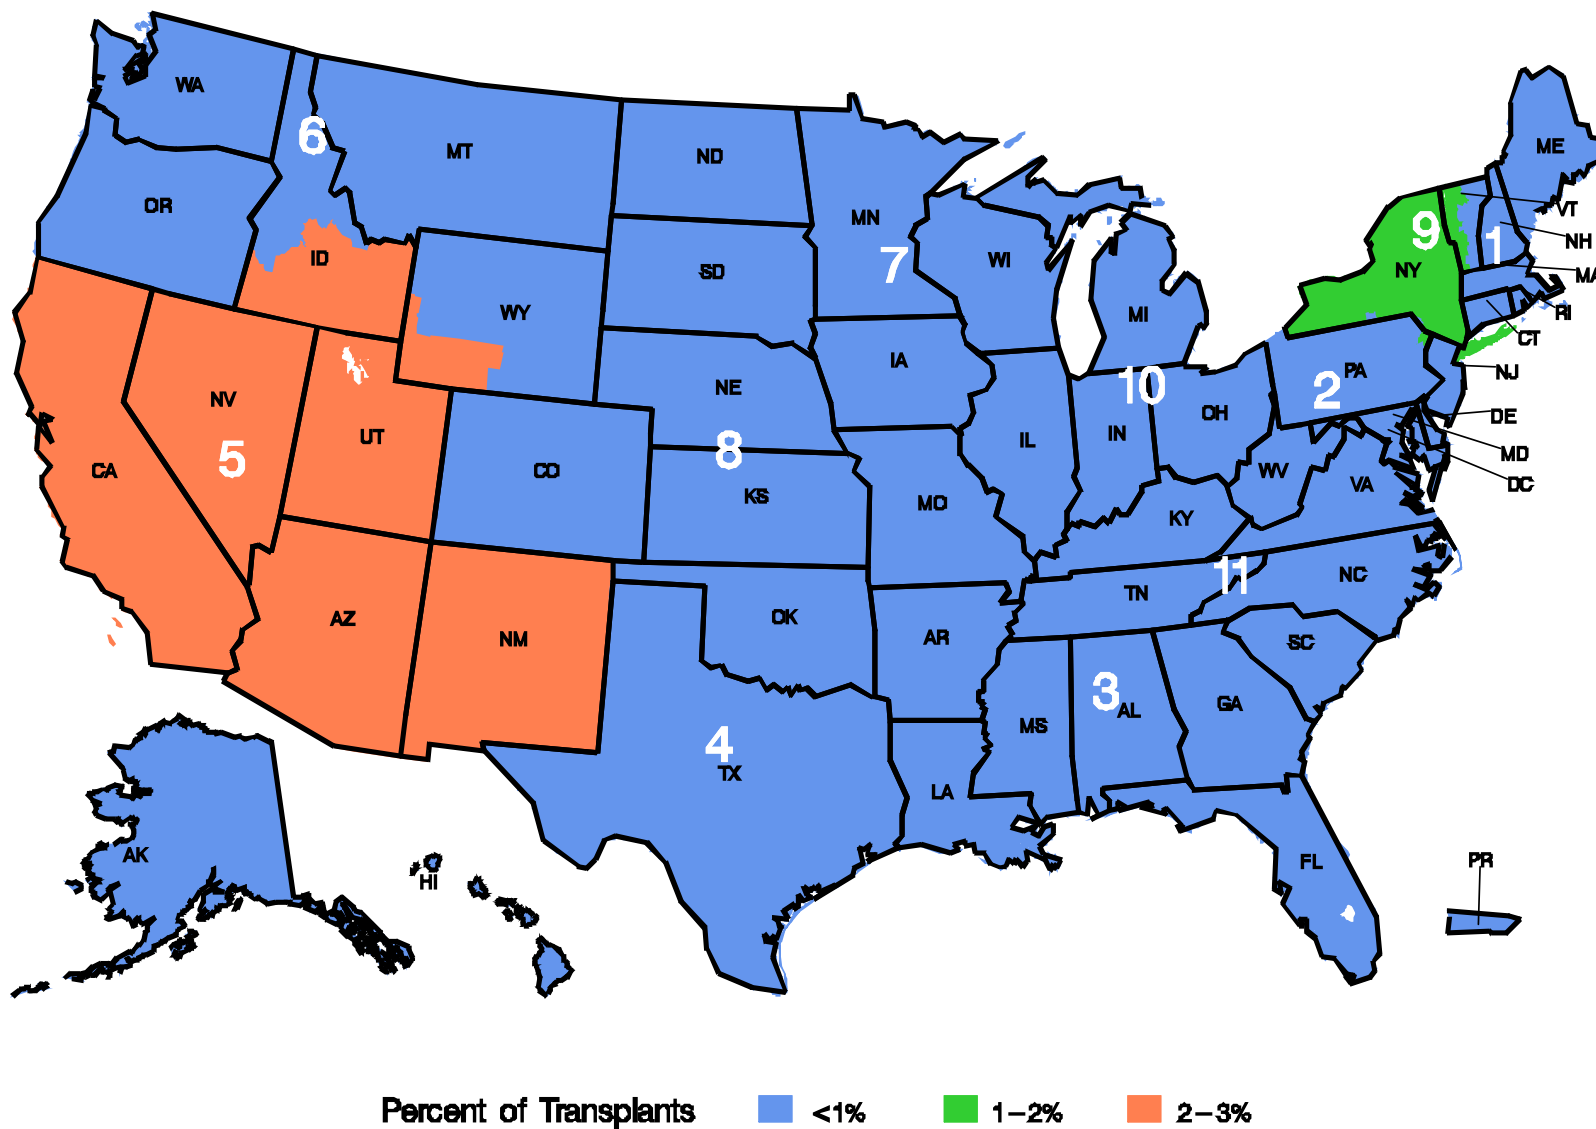 WA
6
MT
ND
ME
OR
MN
VT
9
NH
1
ID
SD
7
WI
NY
MA
WY
MI
RI
CT
IA
PA
NJ
NV
NE
10
2
OH
DE
UT
IL
IN
MD
5
8
CA
CO
WV
VA
DC
KS
MO
KY
11
NC
AZ
NM
OK
AR
TN
SC
3
AL
GA
MS
4
TX
LA
AK
HI
FL
PR
Percent of Transplants <1% 1-2% 2-3%